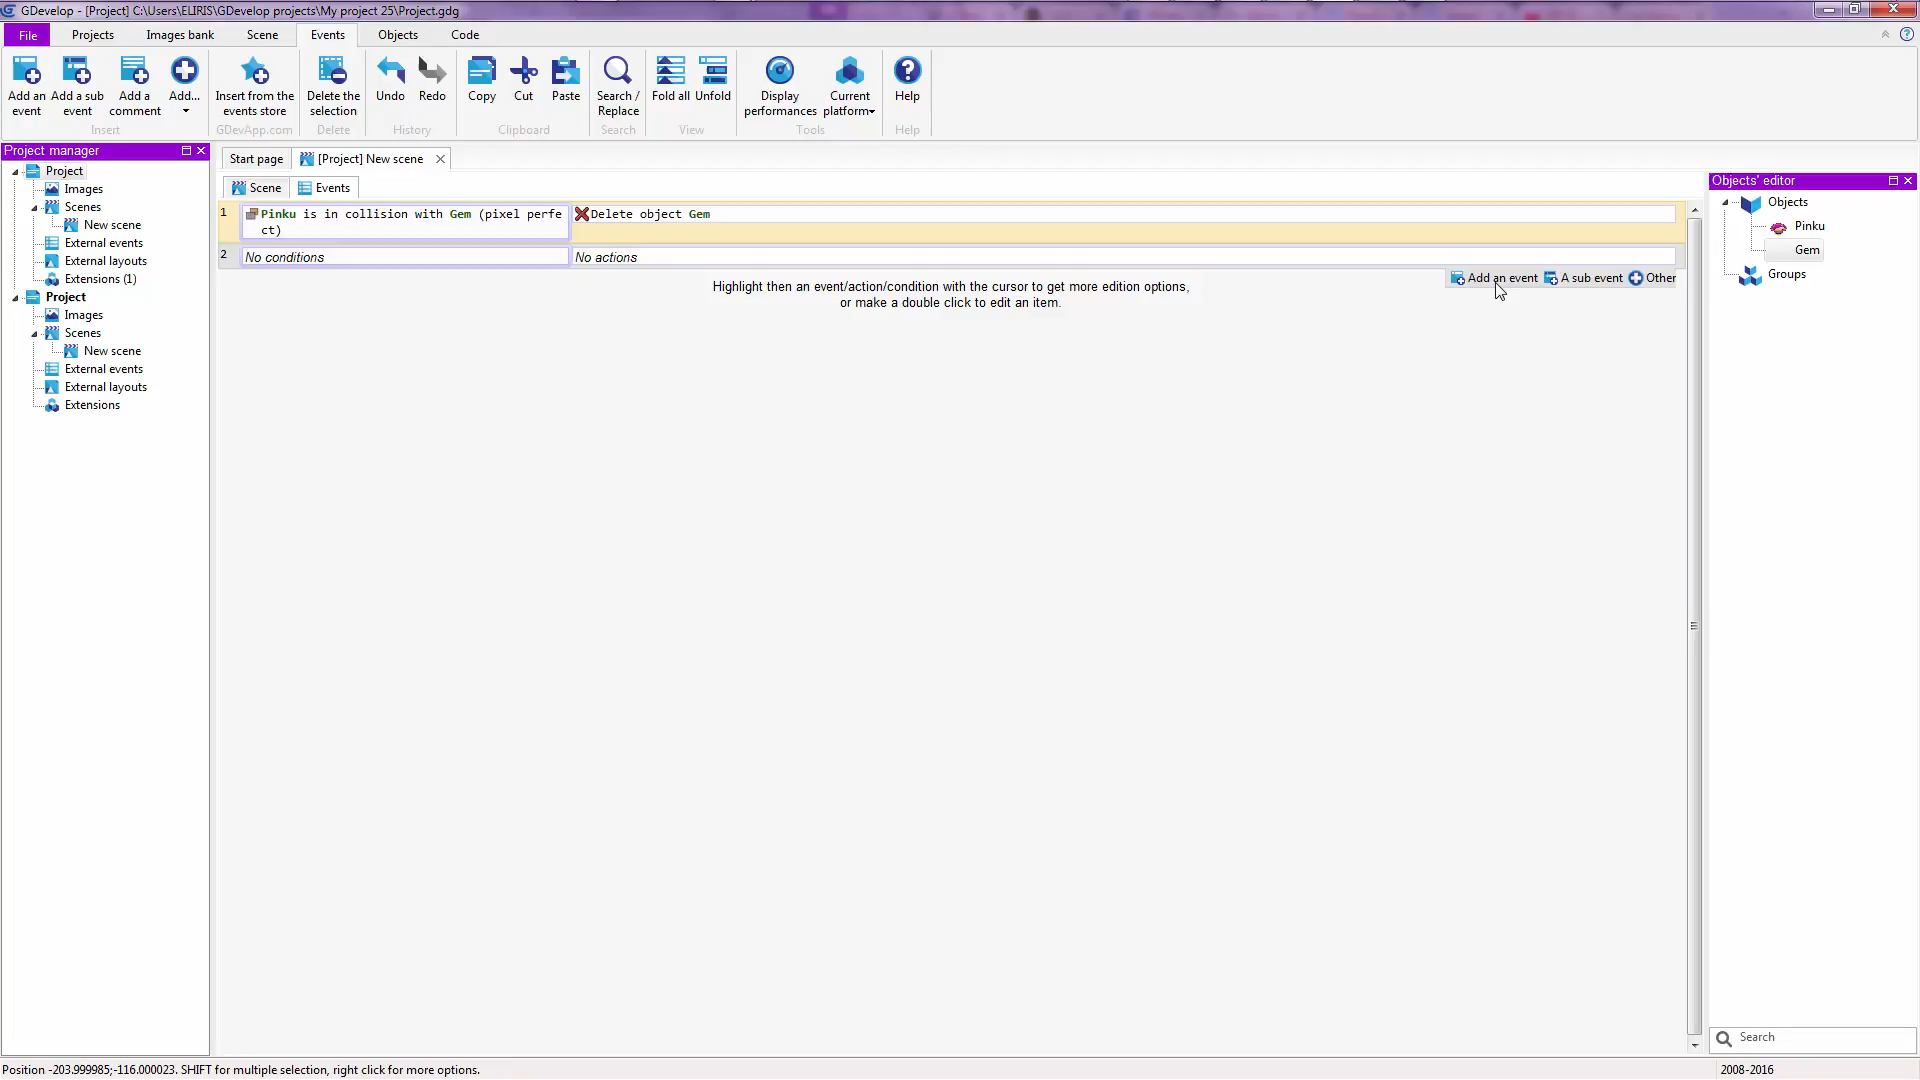 GDevelop - [Project] C:\Users\ELIRIS\GDevelop projects\My project 25\Project.gdg
File Projects Images bank Scene Events Objects Code
Add an event
Add a sub event
Add a comment
Add...
Insert from the events store
Delete the selection
Undo
Redo
Copy
Cut
Paste
Search / Replace
Fold all
Unfold
Display performances
Current platform
Help
Insert GDevApp.com Delete History Clipboard Search View Tools Help
Project manager
Project
Images
Scenes
New scene
External events
External layouts
Extensions (1)
Project
Images
Scenes
New scene
External events
External layouts
Extensions
Start page [Project] New scene
Scene Events
1 Pinku is in collision with Gem (pixel perfe
ct)
Delete object Gem
2 No conditions No actions
Add an event A sub event Other
Highlight then an event/action/condition with the cursor to get more edition options,
or make a double click to edit an item.
Objects' editor
Objects
Pinku
Gem
Groups
Search
Position -203.999985;-116.000023. SHIFT for multiple selection, right click for more options.
2008-2016